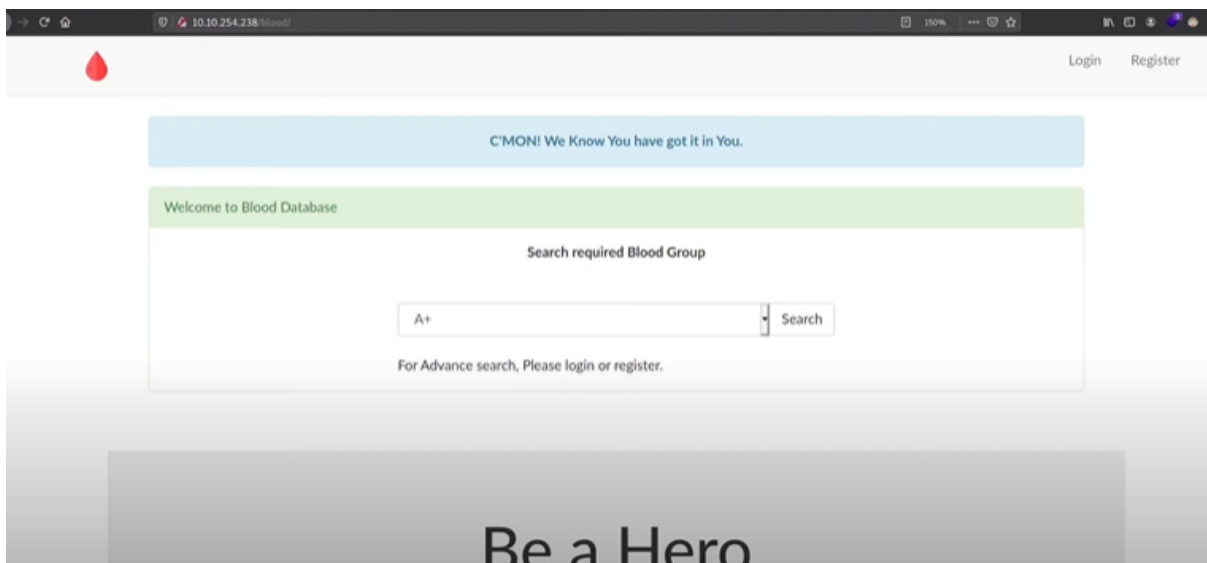 10.10.254.238/blood/
150%
Login
Register
C'MON! We Know You have got it in You.
Welcome to Blood Database
Search required Blood Group
A+
Search
For Advance search, Please login or register.
Be a Hero